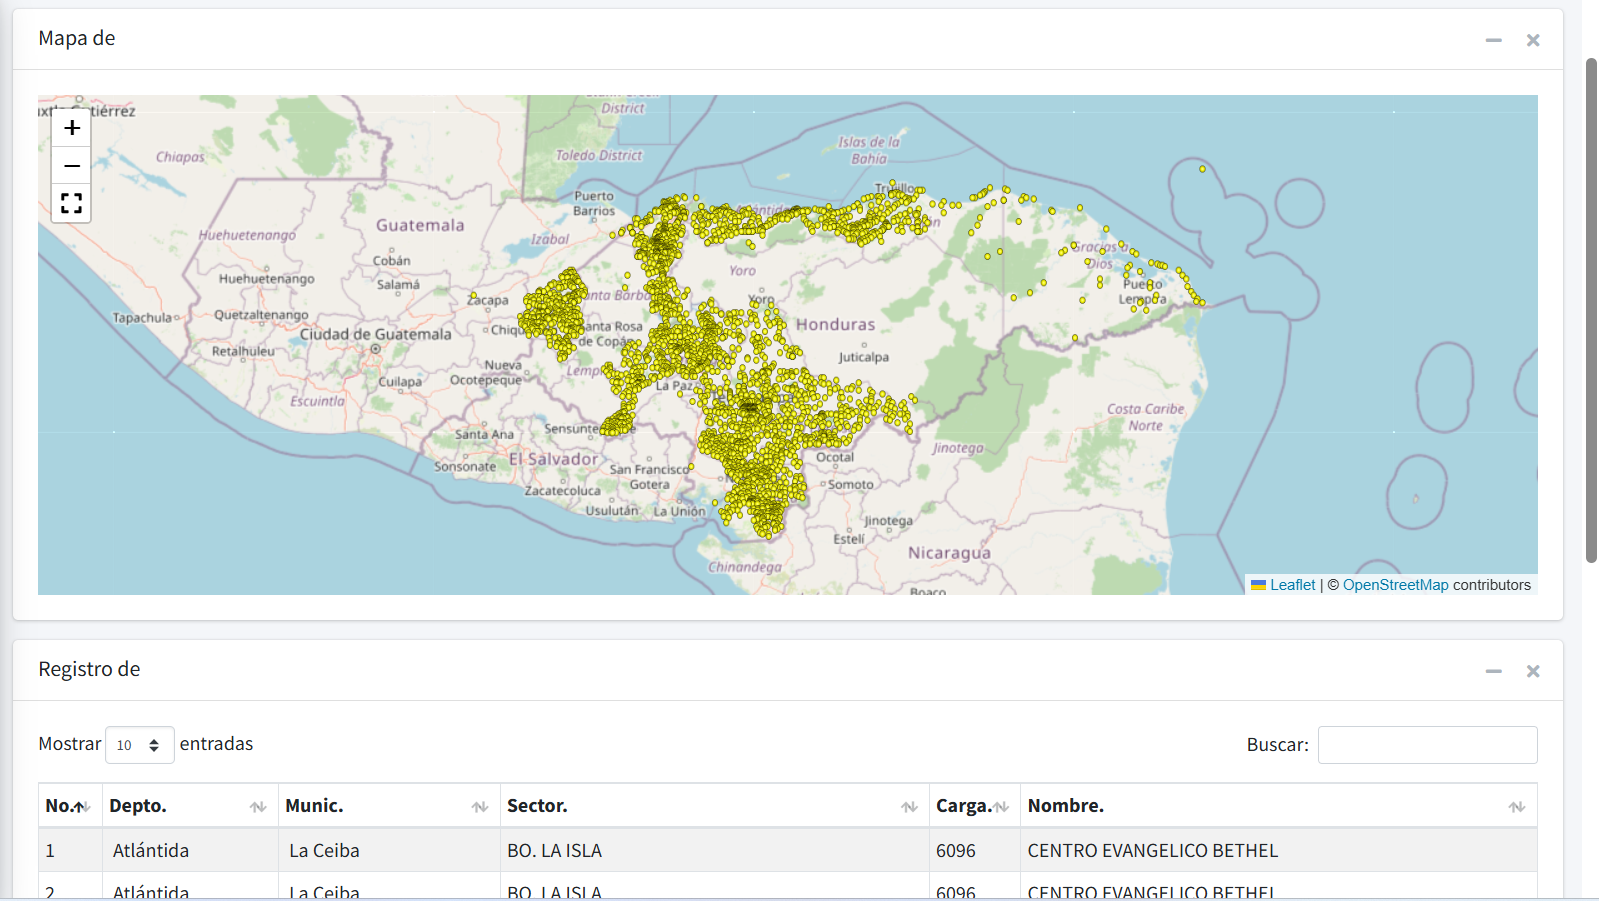 Mapa de
Tuxtla Gutiérrez
District
Toledo District
Islas de la
Bahía
Chiapas
+
−
Puerto
Barrios
Trujillo
Guatemala
Huehuetenango
Izabal
Cobán
Yoro
Gracias a
Dios
Huehuetenango
Salamá
Puerto
Lempira
Zacapa
Santa Bárbara
Yoro
Tapachula
Quetzaltenango
Santa Rosa
de Copán
Honduras
Ciudad de Guatemala
Retalhuleu
Juticalpa
Nueva
Ocotepeque
Cuilapa
La Paz
Escuintla
Costa Caribe
Norte
Santa Ana
Jinotega
El Salvador
Ocotal
Sonsonate
San Francisco
Gotera
Somoto
Zacatecoluca
Usulután
La Unión
Jinotega
Estelí
Nicaragua
Chinandega
Boaco
Leaflet | © OpenStreetMap contributors
Registro de
Mostrar 10 entradas
Buscar:
No. Depto. Munic. Sector. Carga. Nombre.
1 Atlántida La Ceiba BO. LA ISLA 6096 CENTRO EVANGELICO BETHEL
2 Atlántida La Ceiba BO. LA ISLA 6096 CENTRO EVANGELICO BETHEL